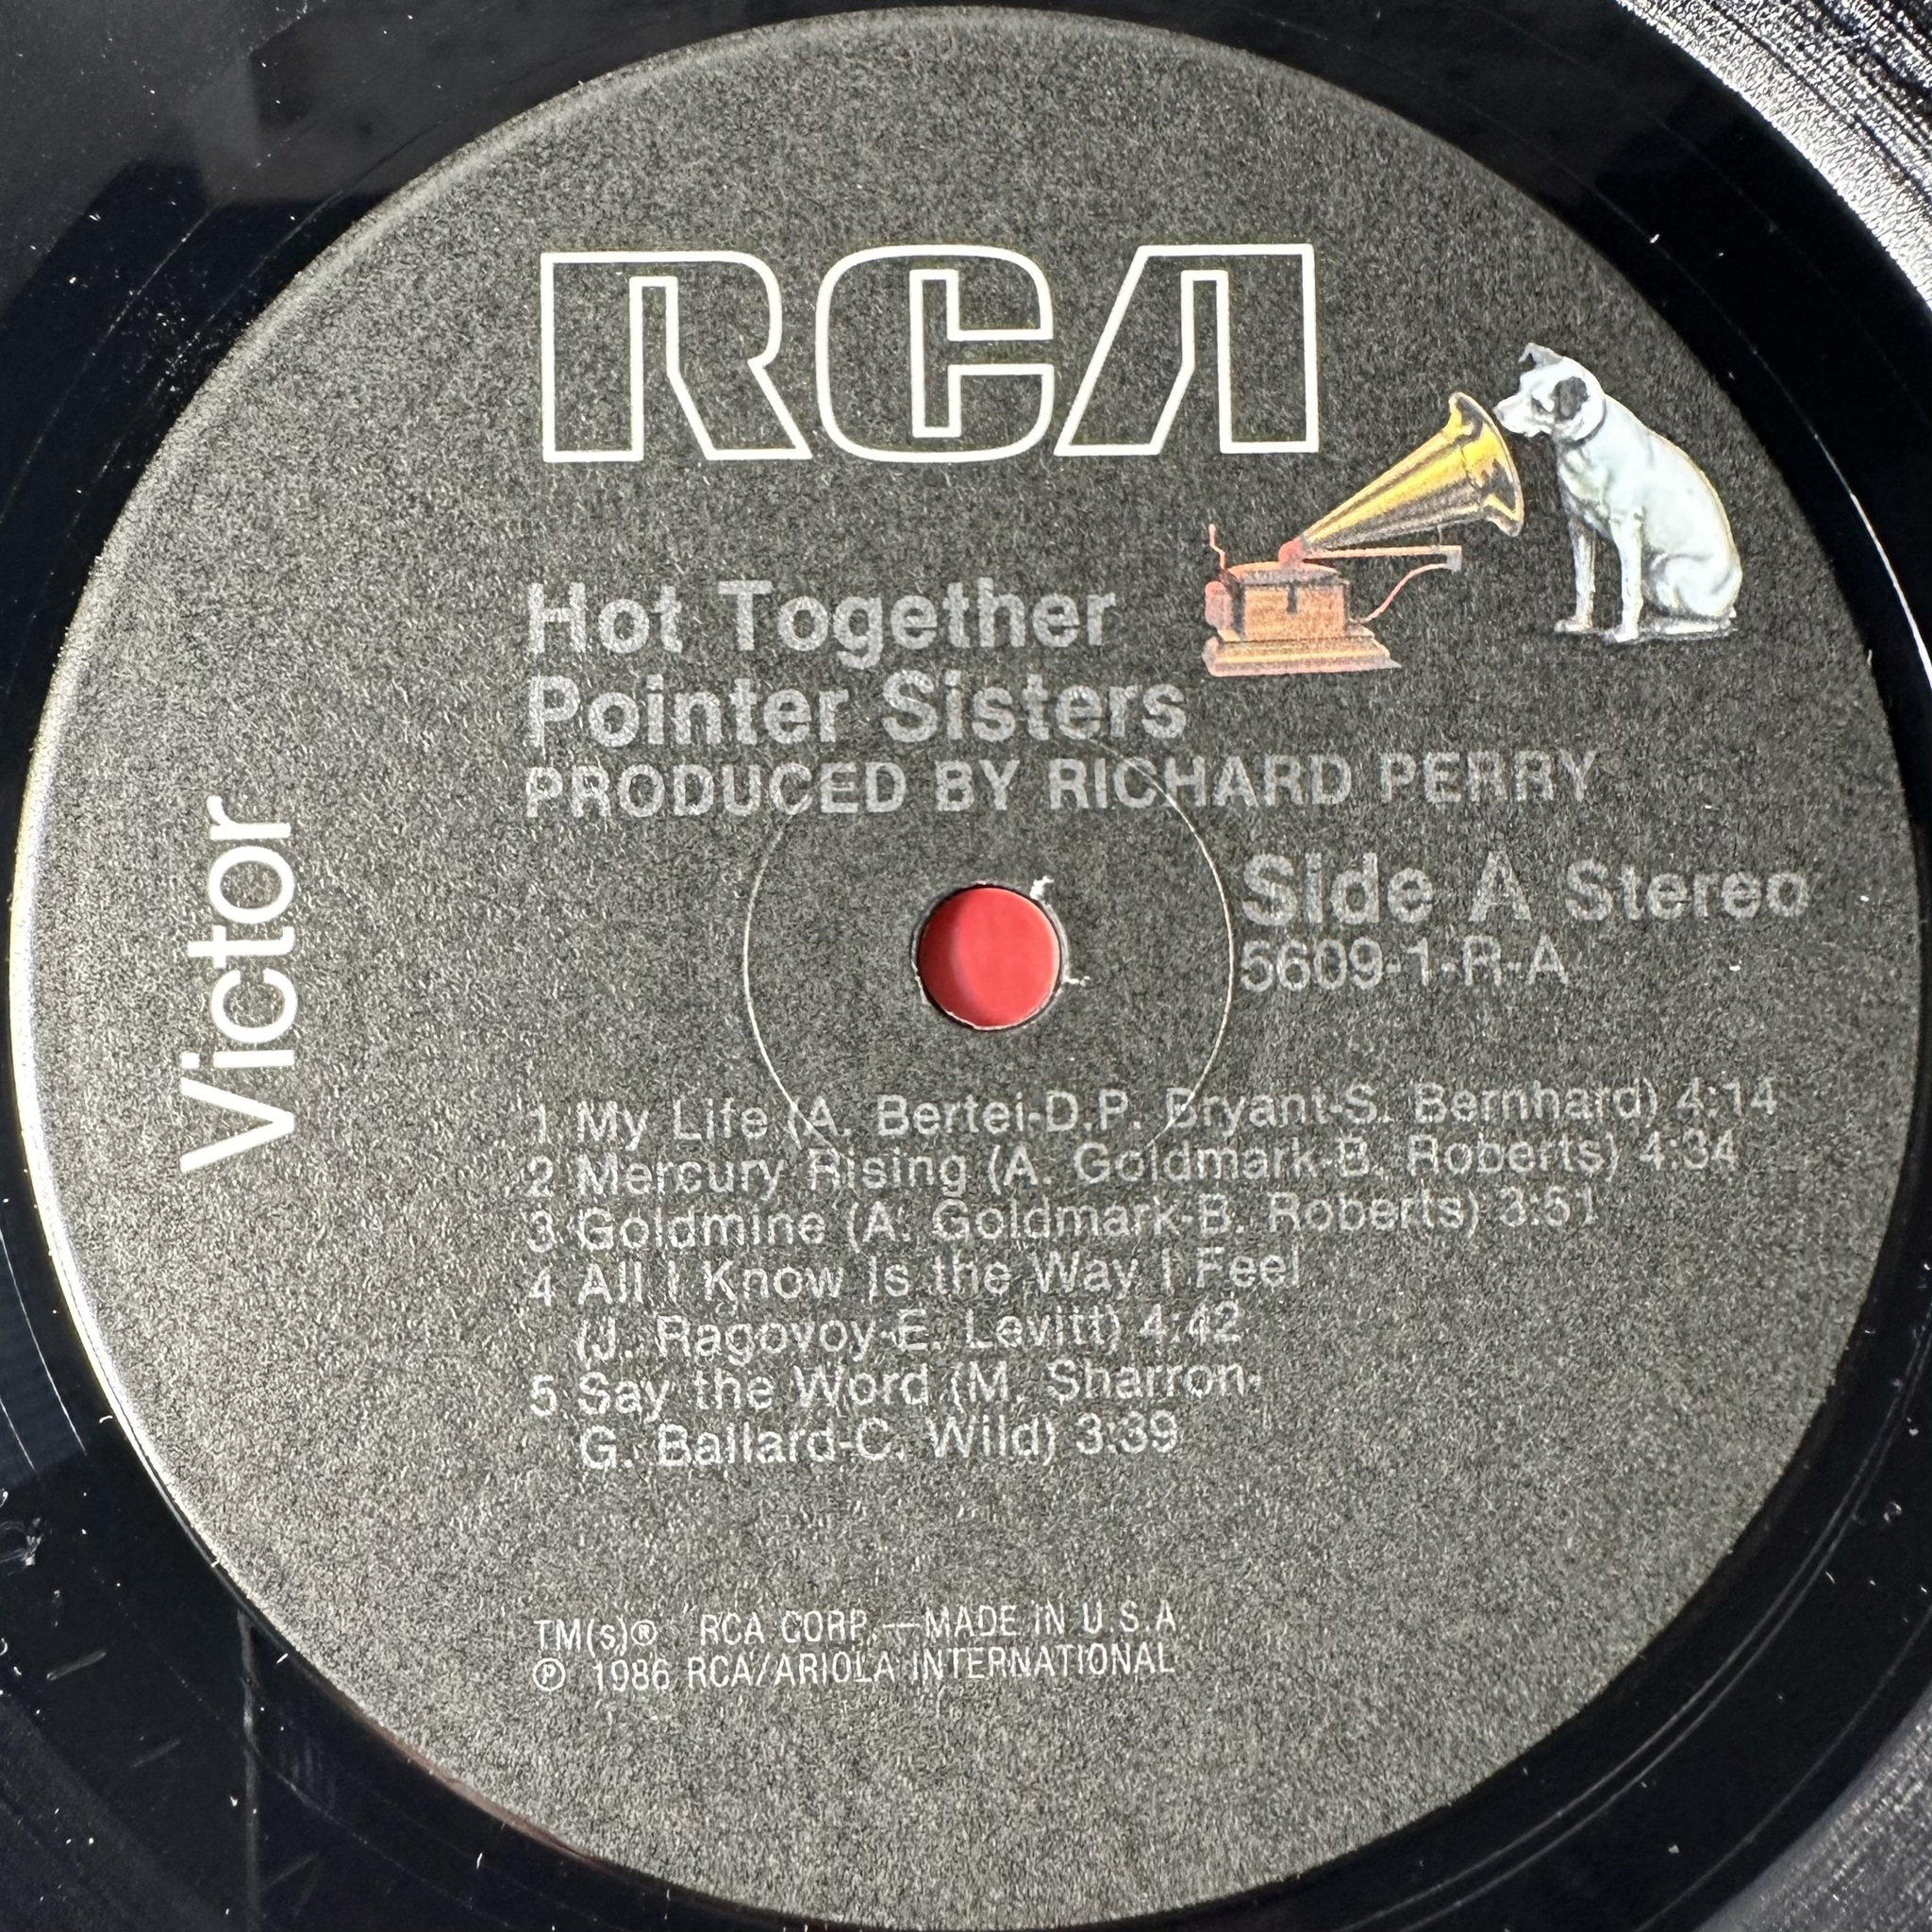 RCA
Hot Together
Pointer Sisters
PRODUCED BY RICHARD PERRY
Victor
Side A Stereo
5609-1-R-A
1 My Life (A. Bertei-D.P. Bryant-S. Bernhard) 4:14
2 Mercury Rising (A. Goldmark-B. Roberts) 4:34
3 Goldmine (A. Goldmark-B. Roberts) 3:51
4 All I Know Is the Way I Feel
(J. Ragovoy-E. Levitt) 4:42
5 Say the Word (M. Sharron-
G. Ballard-C. Wild) 3:39
TM(s)® RCA CORP.—MADE IN U.S.A
℗ 1986 RCA/ARIOLA INTERNATIONAL